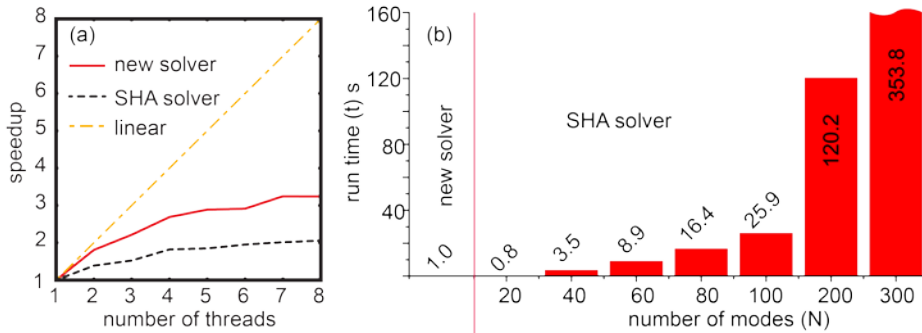 (a)
new solver
SHA solver
linear
speedup
8
7
6
5
4
3
2
1
1 2 3 4 5 6 7 8
number of threads
(b)
run time (t) s
160
120
80
40
new solver
SHA solver
1.0
0.8
3.5
8.9
16.4
25.9
120.2
353.8
20 40 60 80 100 200 300
number of modes (N)